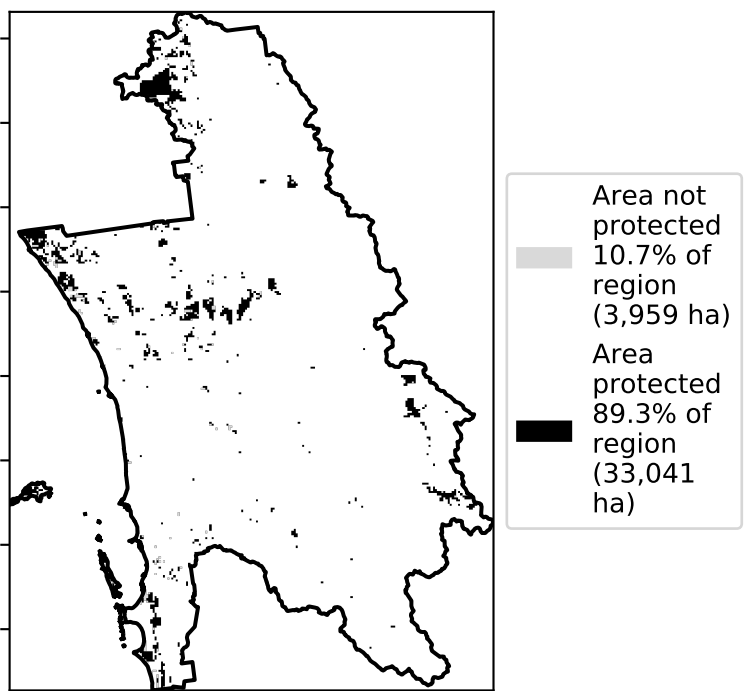 Area not
protected
10.7% of
region
(3,959 ha)
Area
protected
89.3% of
region
(33,041
ha)